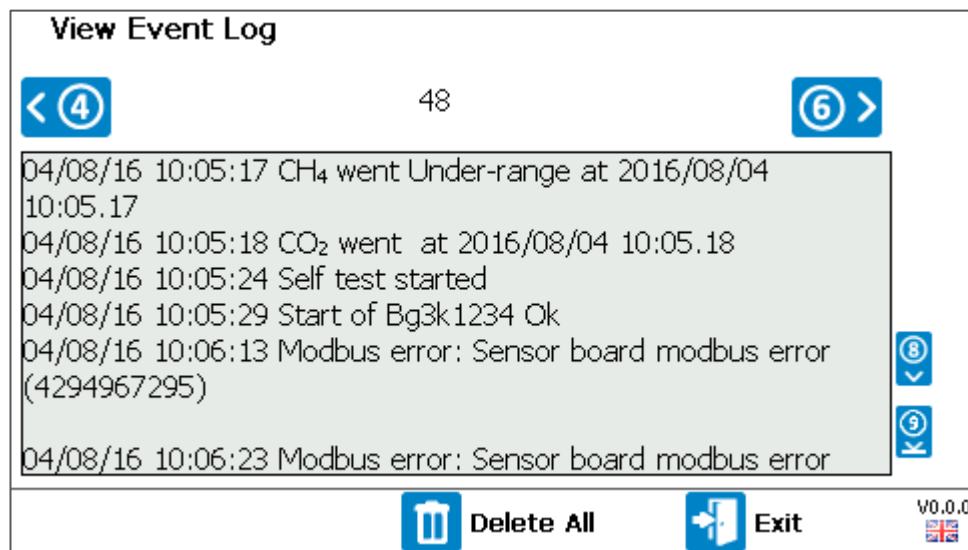 View Event Log
< 4
48
6 >
04/08/16 10:05:17 CH₄ went Under-range at 2016/08/04
10:05.17
04/08/16 10:05:18 CO₂ went  at 2016/08/04 10:05.18
04/08/16 10:05:24 Self test started
04/08/16 10:05:29 Start of Bg3k1234 Ok
04/08/16 10:06:13 Modbus error: Sensor board modbus error
(4294967295)
8
9
04/08/16 10:06:23 Modbus error: Sensor board modbus error
Delete All
Exit
V0.0.0